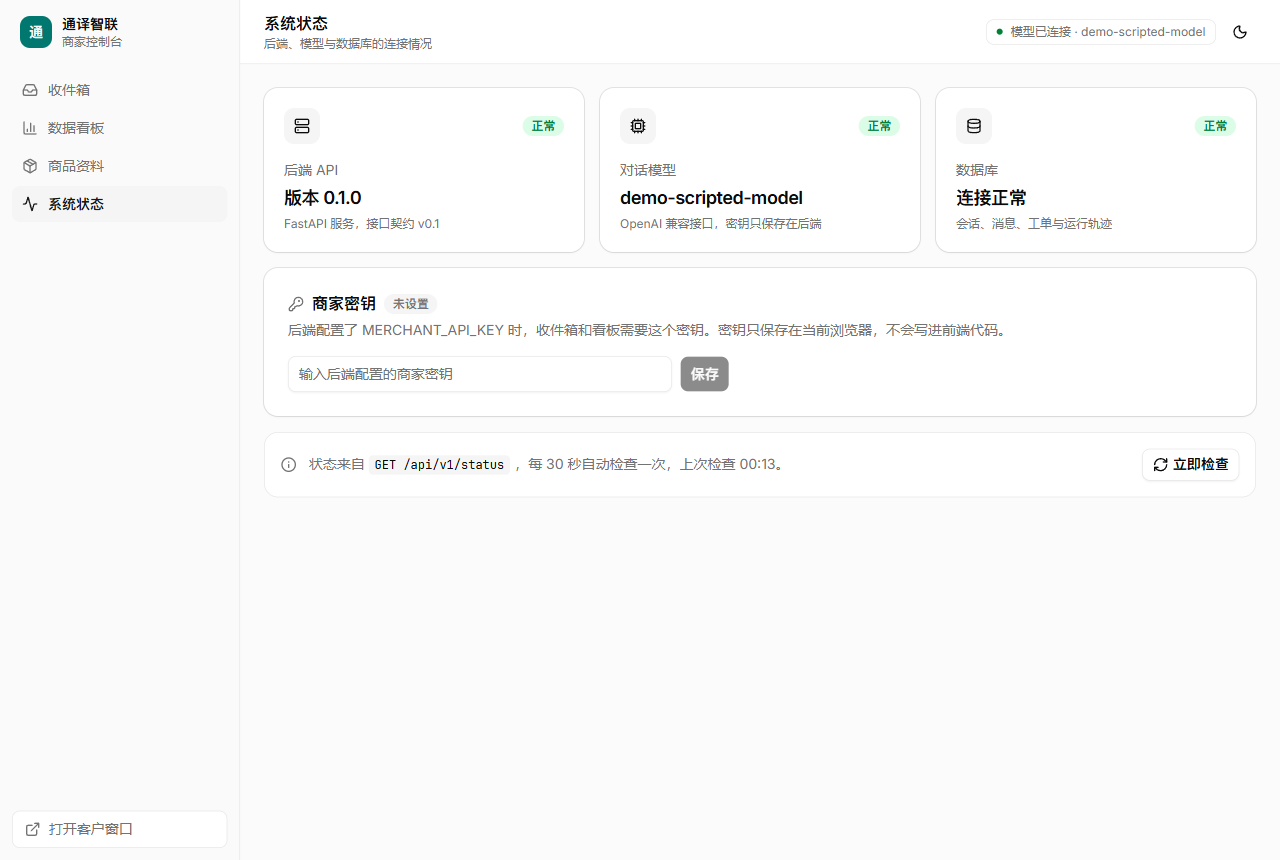 通
通译智联
商家控制台
收件箱
数据看板
商品资料
系统状态
打开客户窗口
系统状态
后端、模型与数据库的连接情况
模型已连接 · demo-scripted-model
正常
后端 API
版本 0.1.0
FastAPI 服务，接口契约 v0.1
正常
对话模型
demo-scripted-model
OpenAI 兼容接口，密钥只保存在后端
正常
数据库
连接正常
会话、消息、工单与运行轨迹
商家密钥 未设置
后端配置了 MERCHANT_API_KEY 时，收件箱和看板需要这个密钥。密钥只保存在当前浏览器，不会写进前端代码。
输入后端配置的商家密钥 保存
状态来自 GET /api/v1/status ，每 30 秒自动检查一次，上次检查 00:13。 立即检查